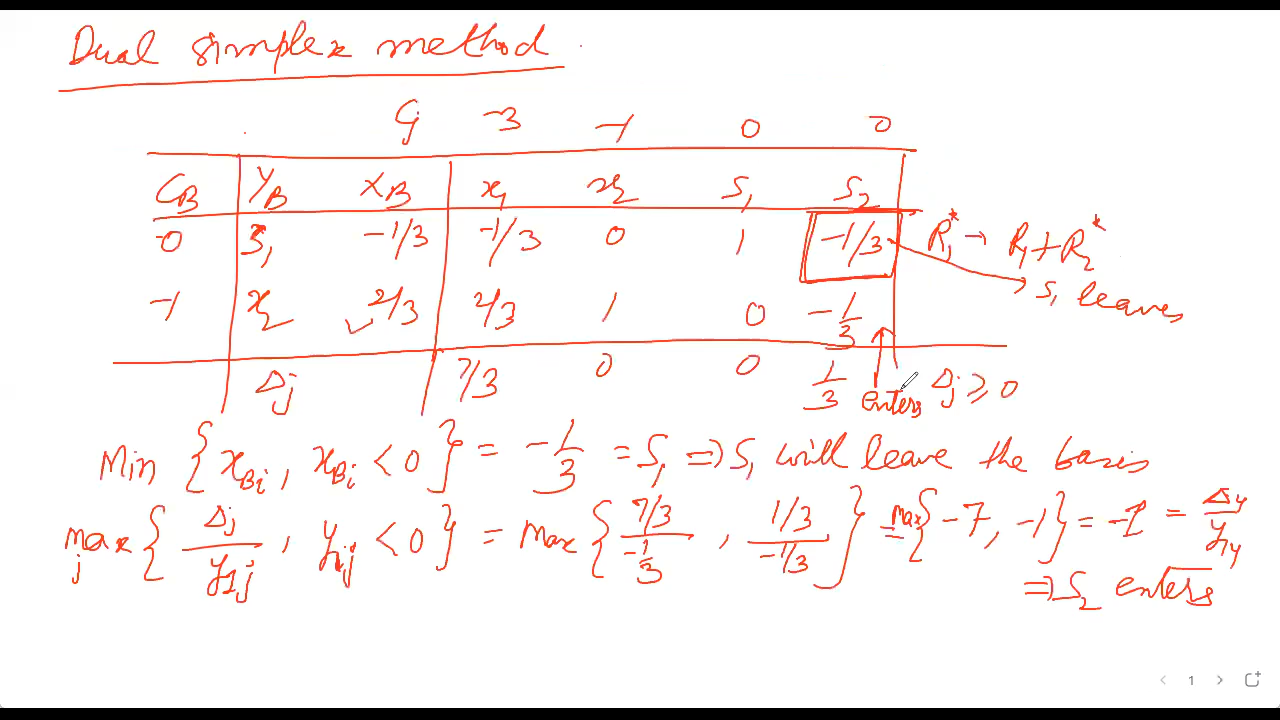 Dual simplex method
Cj -3 -1 0 0
CB YB XB x1 x2 S1 S2
0 S1 -1/3 -1/3 0 1 -1/3 R1* → R1+R2*
S1 leaves
-1 x2 2/3 2/3 1 0 -1/3
Δj 7/3 0 0 1/3 enters Δj ≥ 0
Min { xBi, xBi < 0 } = -1/3 = S1 ⇒ S1 will leave the basis
max j { Δj / y1j , y1j < 0 } = Max { 7/3 / -1/3 , 1/3 / -1/3 } = max { -7, -1 } = -1 = Δ4 / y14
⇒ S2 enters
1